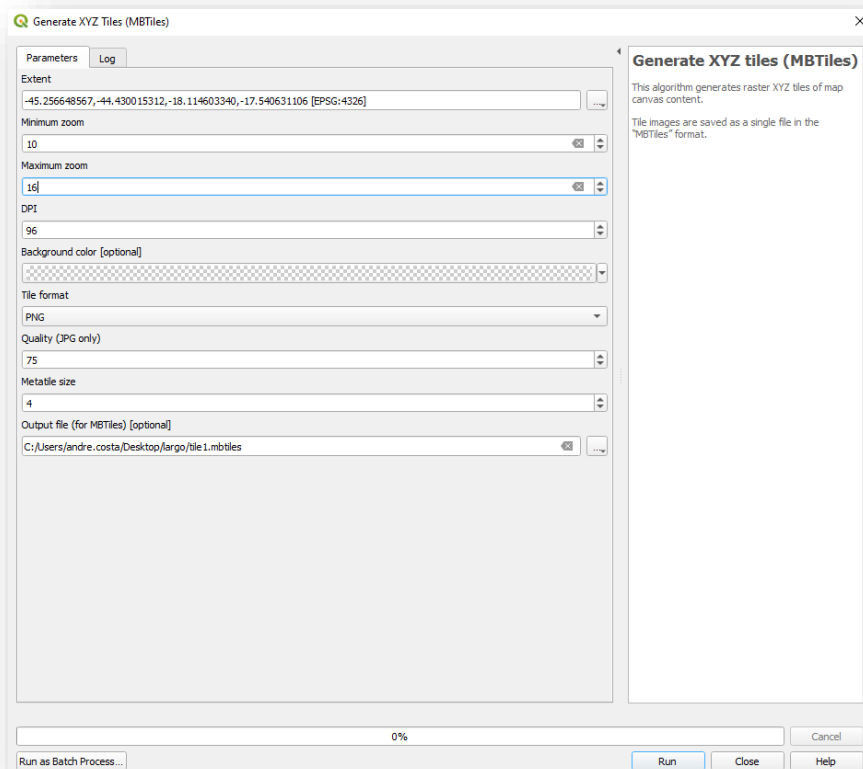 Generate XYZ Tiles (MBTiles)
Parameters
Log
Extent
-45.256648567,-44.430015312,-18.114603340,-17.540631106 [EPSG:4326]
...
Minimum zoom
10
Maximum zoom
16
DPI
96
Background color [optional]
Tile format
PNG
Quality (JPG only)
75
Metatile size
4
Output file (for MBTiles) [optional]
C:/Users/andre.costa/Desktop/largo/tile1.mbtiles
...
Generate XYZ tiles (MBTiles)
This algorithm generates raster XYZ tiles of map
canvas content.
Tile images are saved as a single file in the
"MBTiles" format.
0%
Cancel
Run as Batch Process...
Run
Close
Help